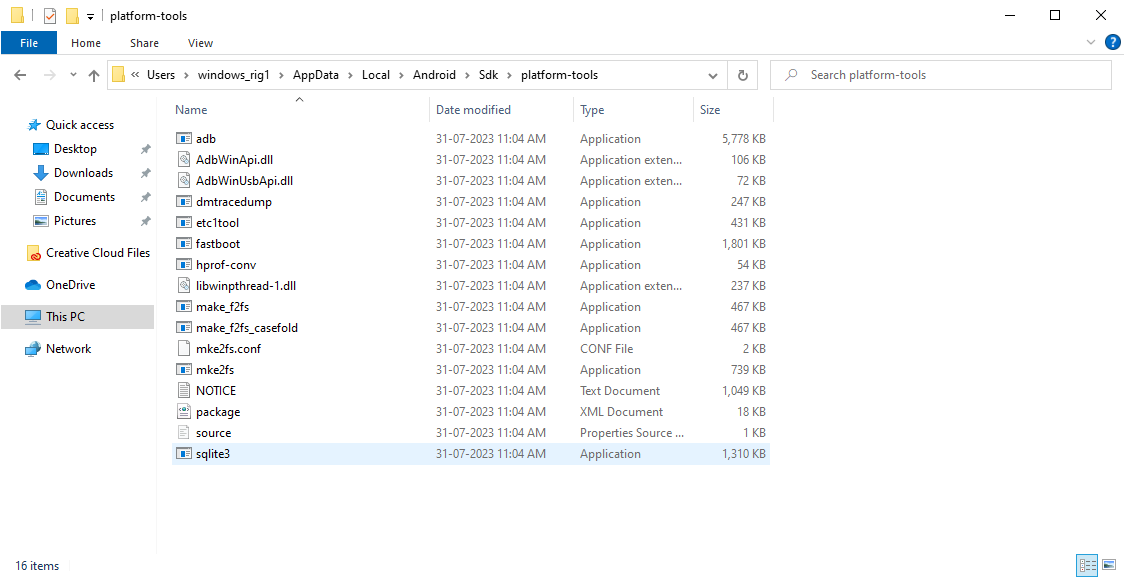 platform-tools
File Home Share View
« Users › windows_rig1 › AppData › Local › Android › Sdk › platform-tools
Search platform-tools
Name Date modified Type Size
Quick access
Desktop
Downloads
Documents
Pictures
Creative Cloud Files
OneDrive
This PC
Network
adb 31-07-2023 11:04 AM Application 5,778 KB
AdbWinApi.dll 31-07-2023 11:04 AM Application exten... 106 KB
AdbWinUsbApi.dll 31-07-2023 11:04 AM Application exten... 72 KB
dmtracedump 31-07-2023 11:04 AM Application 247 KB
etc1tool 31-07-2023 11:04 AM Application 431 KB
fastboot 31-07-2023 11:04 AM Application 1,801 KB
hprof-conv 31-07-2023 11:04 AM Application 54 KB
libwinpthread-1.dll 31-07-2023 11:04 AM Application exten... 237 KB
make_f2fs 31-07-2023 11:04 AM Application 467 KB
make_f2fs_casefold 31-07-2023 11:04 AM Application 467 KB
mke2fs.conf 31-07-2023 11:04 AM CONF File 2 KB
mke2fs 31-07-2023 11:04 AM Application 739 KB
NOTICE 31-07-2023 11:04 AM Text Document 1,049 KB
package 31-07-2023 11:04 AM XML Document 18 KB
source 31-07-2023 11:04 AM Properties Source ... 1 KB
sqlite3 31-07-2023 11:04 AM Application 1,310 KB
16 items